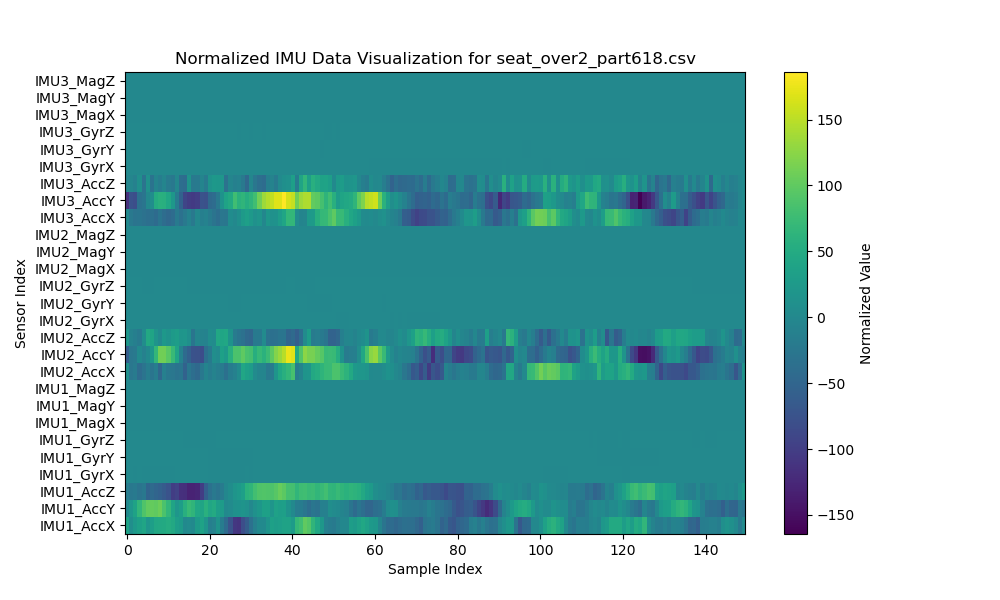 Normalized IMU Data Visualization for seat_over2_part618.csv
IMU3_MagZ
IMU3_MagY
IMU3_MagX
IMU3_GyrZ
IMU3_GyrY
IMU3_GyrX
IMU3_AccZ
IMU3_AccY
IMU3_AccX
IMU2_MagZ
IMU2_MagY
IMU2_MagX
IMU2_GyrZ
IMU2_GyrY
IMU2_GyrX
IMU2_AccZ
IMU2_AccY
IMU2_AccX
IMU1_MagZ
IMU1_MagY
IMU1_MagX
IMU1_GyrZ
IMU1_GyrY
IMU1_GyrX
IMU1_AccZ
IMU1_AccY
IMU1_AccX
Sensor Index
0 20 40 60 80 100 120 140
Sample Index
150
100
50
0
−50
−100
−150
Normalized Value